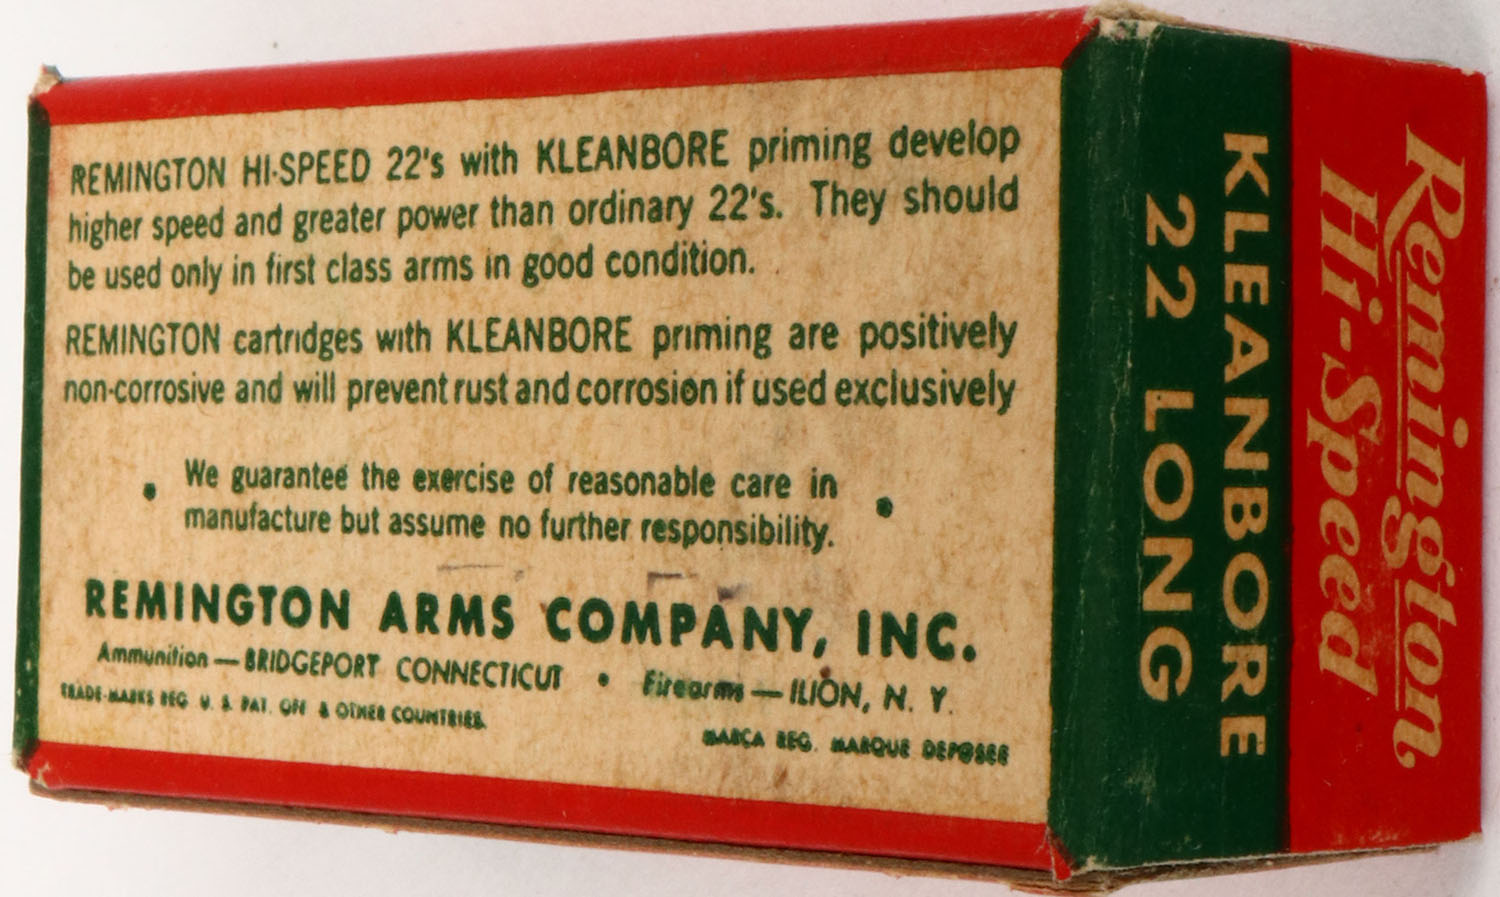 REMINGTON HI-SPEED 22's with KLEANBORE priming develop
higher speed and greater power than ordinary 22's. They should
be used only in first class arms in good condition.
REMINGTON cartridges with KLEANBORE priming are positively
non-corrosive and will prevent rust and corrosion if used exclusively
• We guarantee the exercise of reasonable care in •
manufacture but assume no further responsibility.
REMINGTON ARMS COMPANY, INC.
Ammunition — BRIDGEPORT CONNECTICUT • Firearms — ILION, N. Y.
TRADE-MARKS REG. U. S. PAT. OFF & OTHER COUNTRIES.
MARCA REG. MARQUE DEPOSEE
Remington
Hi-Speed
KLEANBORE
22 LONG